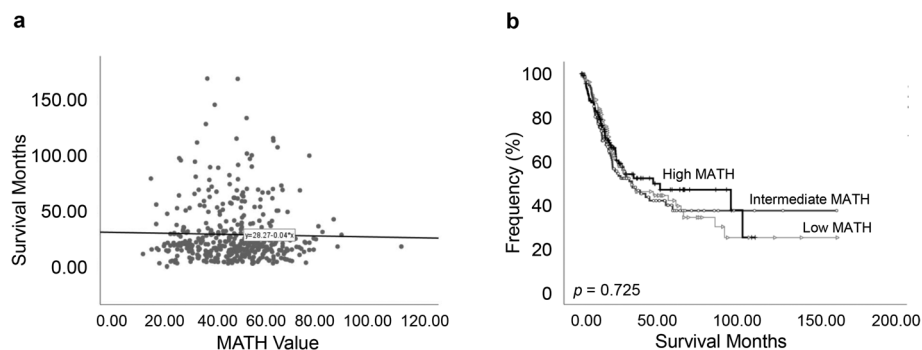 a
Survival Months
150.00
100.00
50.00
0.00
y=28.27-0.04*x
0.00 20.00 40.00 60.00 80.00 100.00 120.00
MATH Value
b
Frequency (%)
100
80
60
40
20
0
High MATH
Intermediate MATH
Low MATH
p = 0.725
0.00 50.00 100.00 150.00 200.00
Survival Months